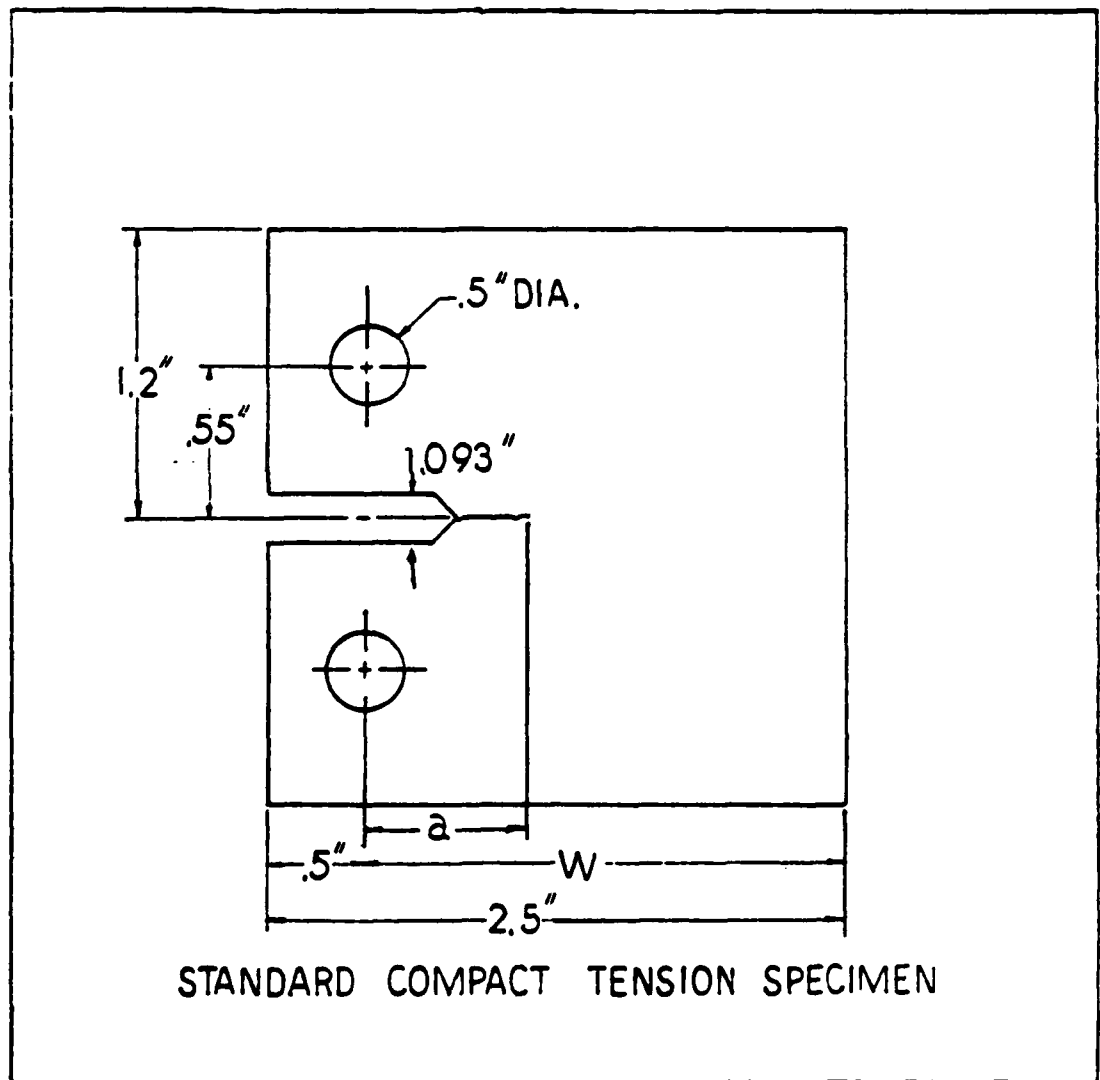 .5" DIA.
1.2"
.55"
.093"
a
.5"
W
2.5"
STANDARD COMPACT TENSION SPECIMEN